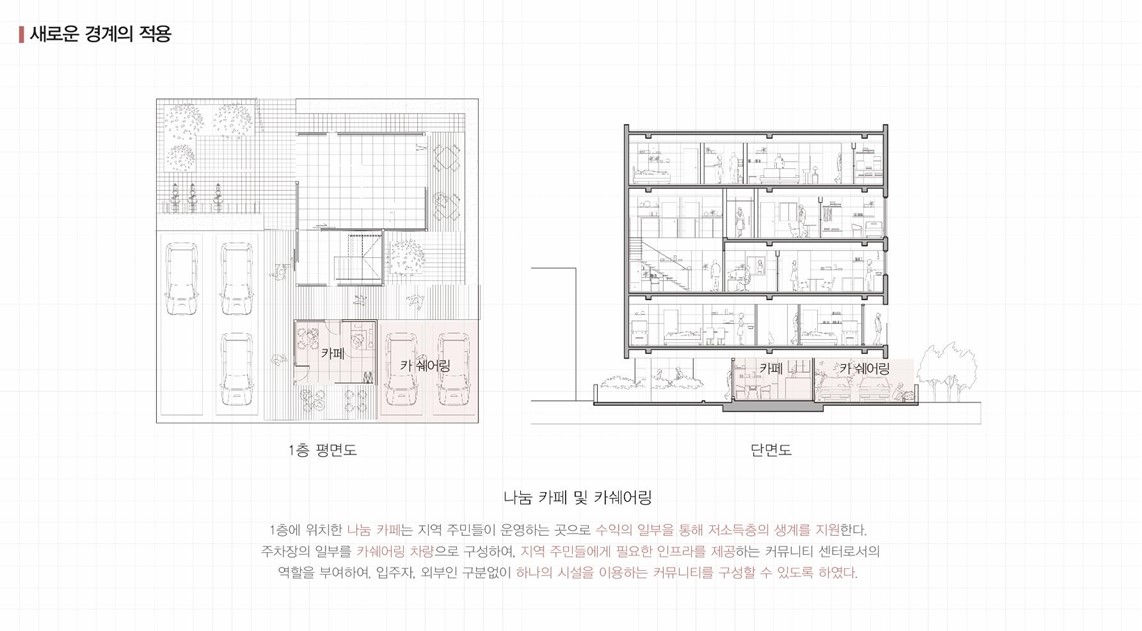 새로운 경계의 적용
카페
카 쉐어링
카페
카 쉐어링
1층 평면도
단면도
나눔 카페 및 카쉐어링
1층에 위치한 나눔 카페는 지역 주민들이 운영하는 곳으로 수익의 일부을 통해 저소득층의 생계를 지원한다.
주차장의 일부를 카쉐어링 차량으로 구성하여, 지역 주민들에게 필요한 인프라를 제공하는 커뮤니티 센터로서의
역할을 부여하여, 입주자, 외부인 구분없이 하나의 시설을 이용하는 커뮤니티를 구성할 수 있도록 하였다.